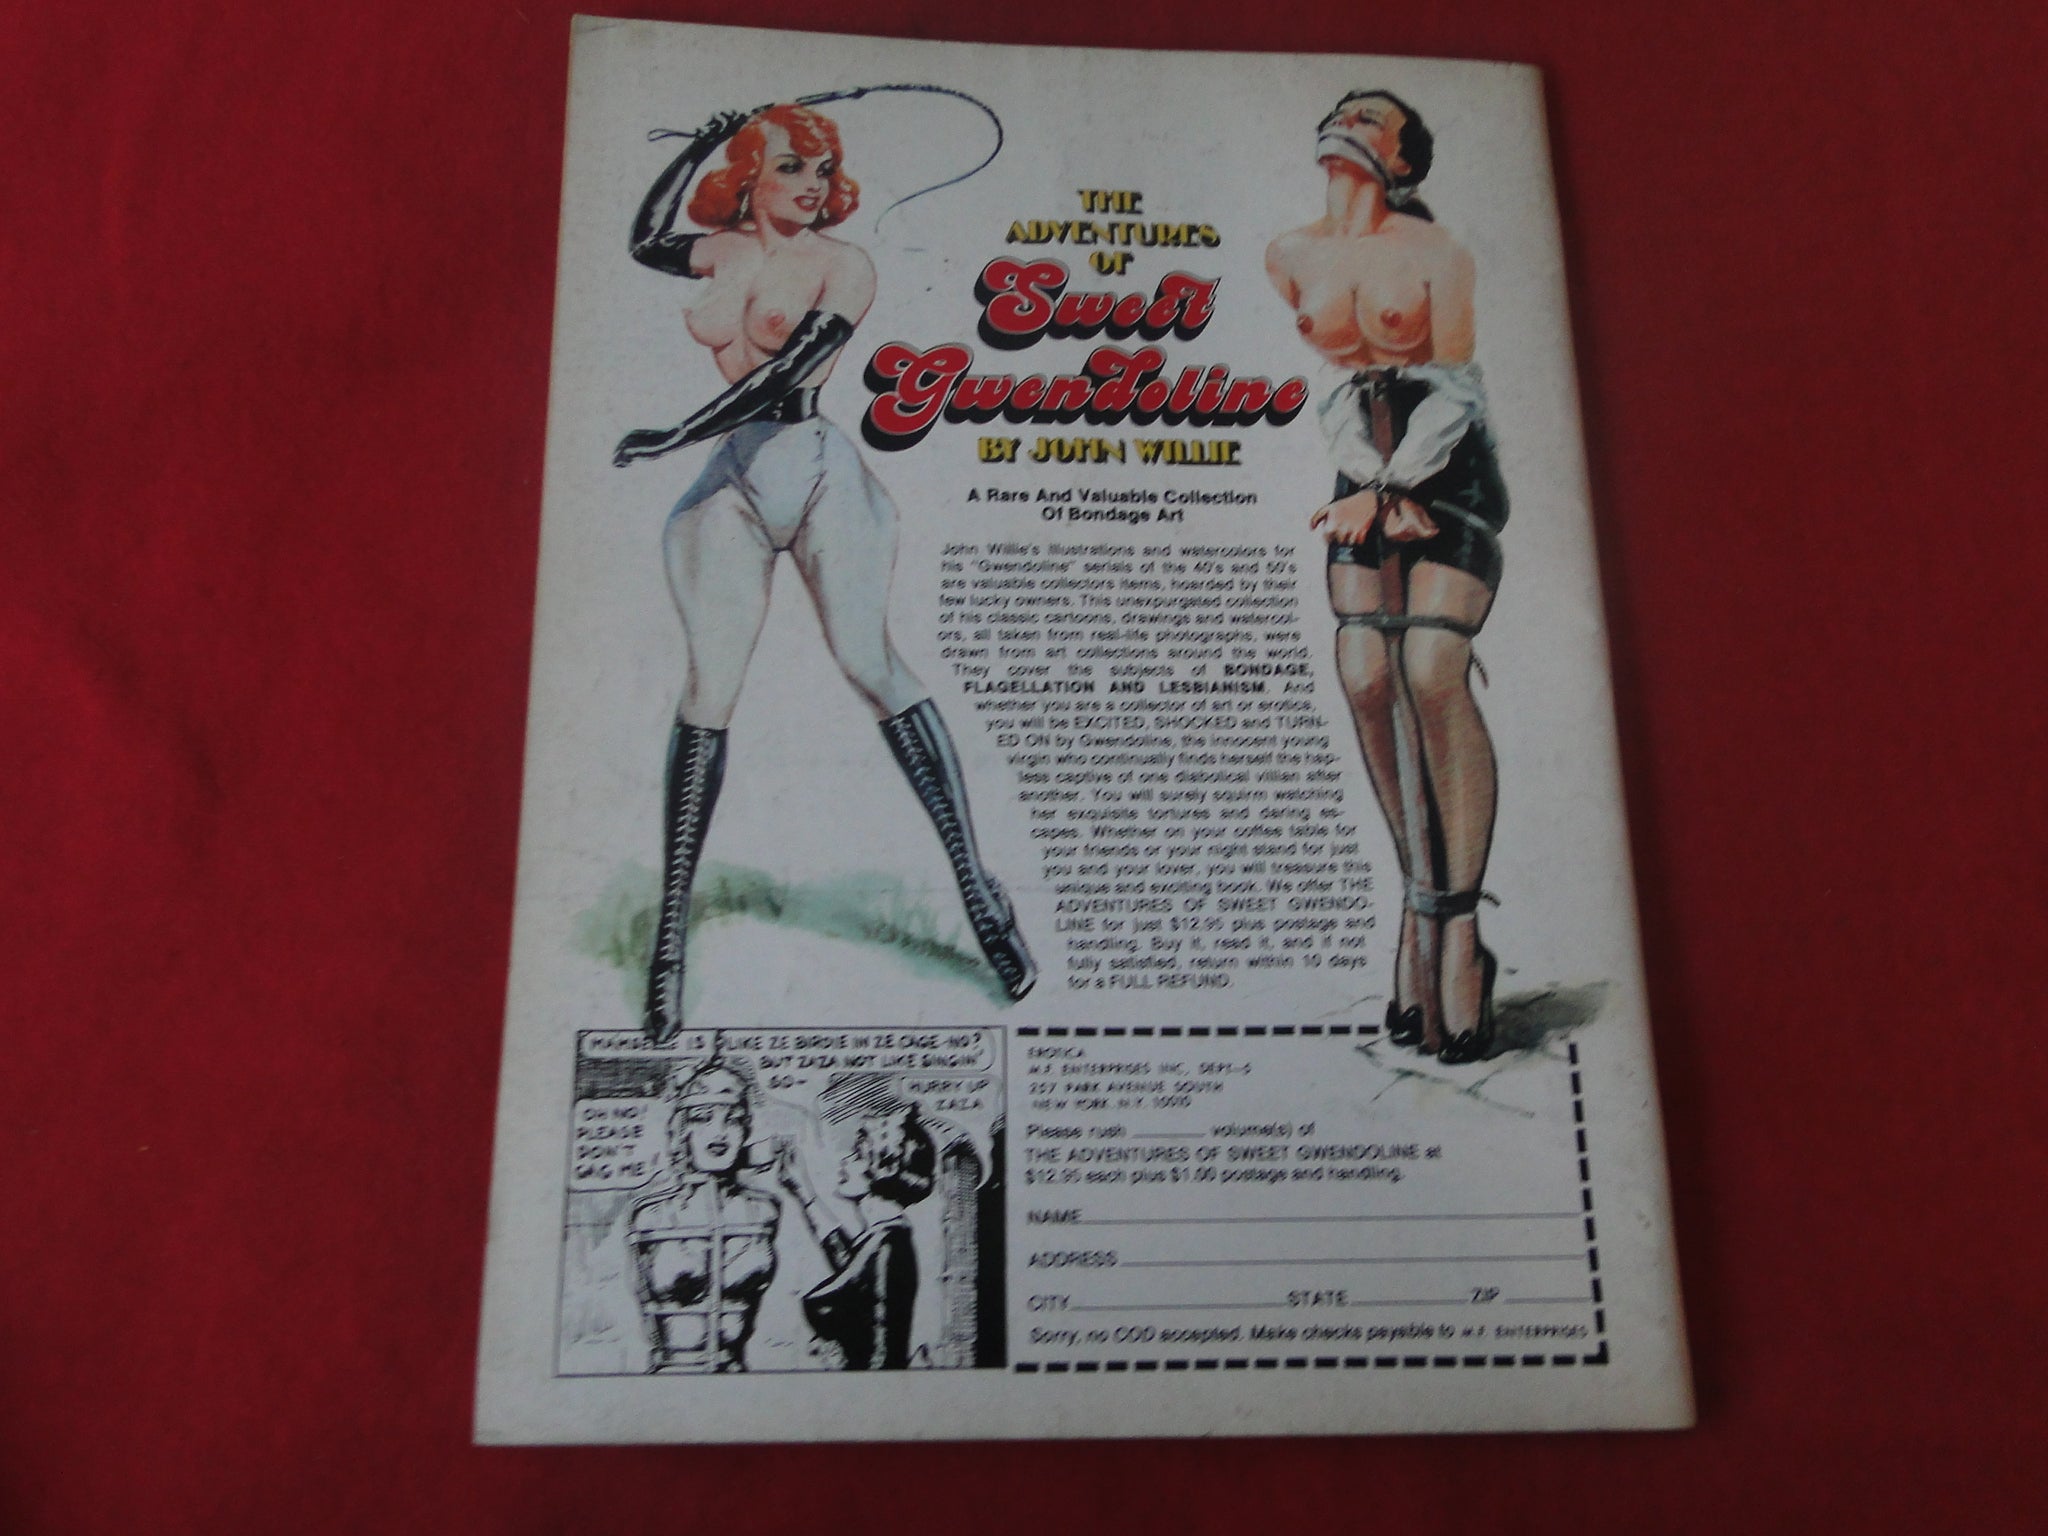 THE
ADVENTURES
OF
Sweet
Gwendoline
BY JOHN WILLIE
A Rare And Valuable Collection
Of Bondage Art
John Willie's illustrations and watercolors for
his "Gwendoline" serials of the 40's and 50's
are valuable collectors items, hoarded by their
few lucky owners. This unexpurgated collection
of his classic cartoons, drawings and watercol-
ors, all taken from real-life photographs, were
drawn from art collections around the world.
They cover the subjects of BONDAGE,
FLAGELLATION AND LESBIANISM. And
whether you are a collector of art or erotica,
you will be EXCITED, SHOCKED and TURN-
ED ON by Gwendoline, the innocent young
virgin who continually finds herself the hap-
less captive of one diabolical villian after
another. You will surely squirm watching
her exquisite tortures and daring es-
capes. Whether on your coffee table for
your friends or your night stand for just
you and your lover, you will treasure this
unique and exciting book. We offer THE
ADVENTURES OF SWEET GWENDO-
LINE for just $12.95 plus postage and
handling. Buy it, read it, and if not
fully satisfied, return within 10 days
for a FULL REFUND.
IS LIKE ZE BIRDIE IN ZE CAGE-NO?
BUT ZAZA NOT LIKE SINGIN'
SO-
HURRY UP
ZAZA
OH NO!
PLEASE
DON'T
GAG ME!
EROTICA
M.F. ENTERPRISES INC, DEPT-S
257 PARK AVENUE SOUTH
NEW YORK, N.Y. 10010
Please rush ______ volume(s) of
THE ADVENTURES OF SWEET GWENDOLINE at
$12.95 each plus $1.00 postage and handling.
NAME
ADDRESS
CITY STATE ZIP
Sorry, no COD accepted. Make checks payable to M.F. ENTERPRISES